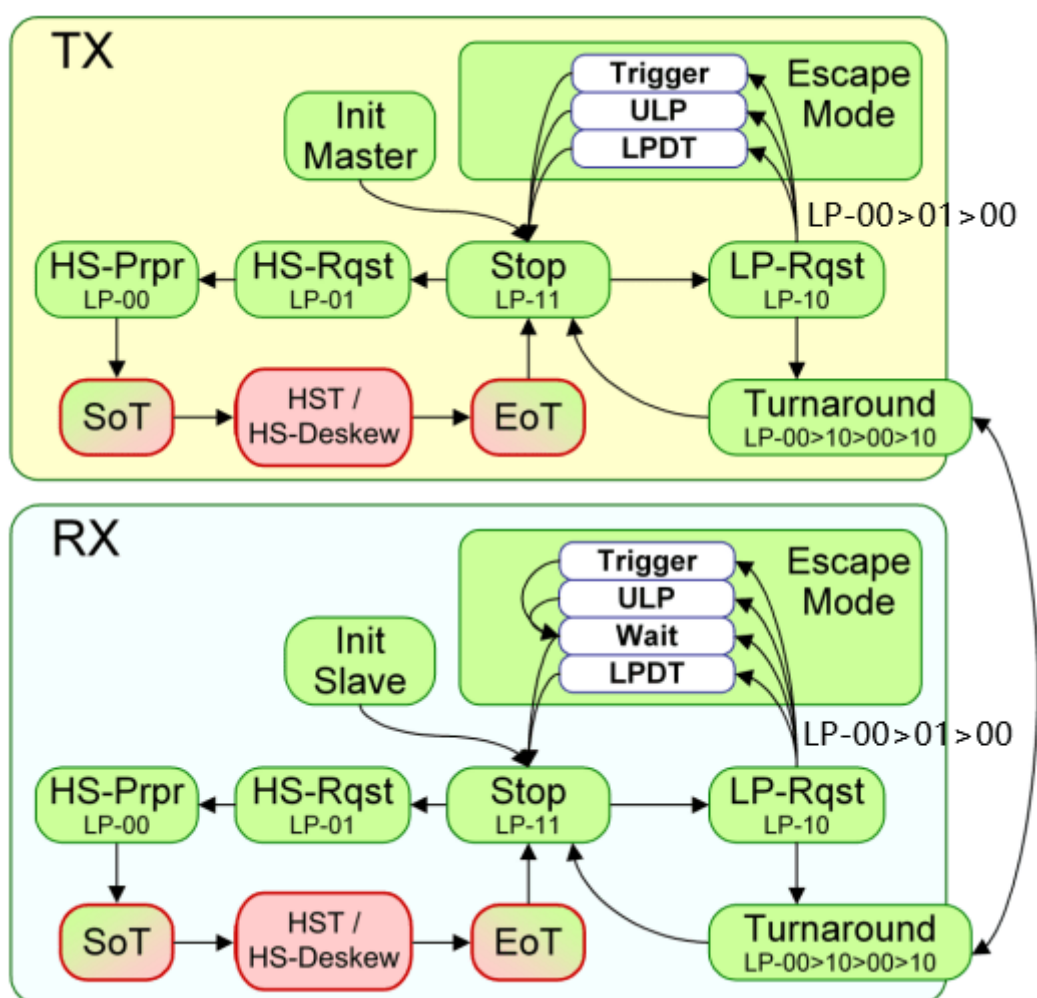 TX
Trigger
ULP
LPDT
Escape
Mode
Init
Master
LP-00>01>00
HS-Prpr
LP-00
HS-Rqst
LP-01
Stop
LP-11
LP-Rqst
LP-10
SoT
HST /
HS-Deskew
EoT
Turnaround
LP-00>10>00>10
RX
Trigger
ULP
Wait
LPDT
Escape
Mode
Init
Slave
LP-00>01>00
HS-Prpr
LP-00
HS-Rqst
LP-01
Stop
LP-11
LP-Rqst
LP-10
SoT
HST /
HS-Deskew
EoT
Turnaround
LP-00>10>00>10